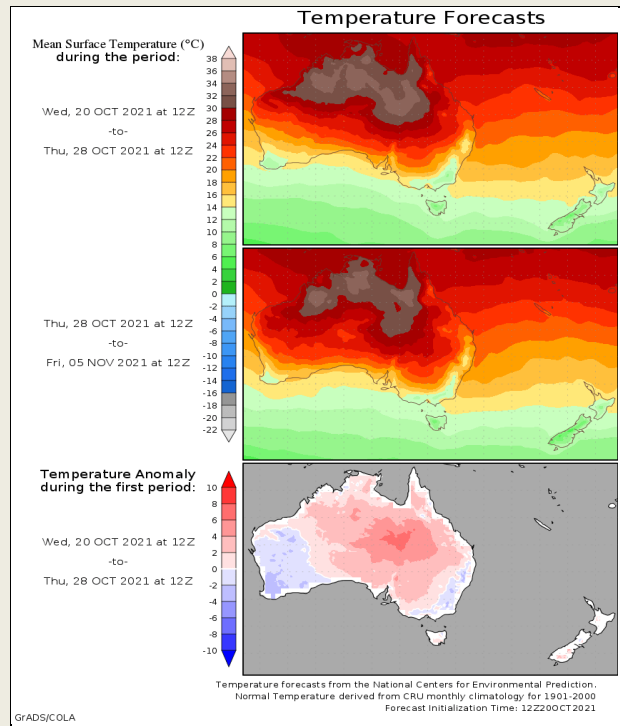 Temperature Forecasts
Mean Surface Temperature (°C)
during the period:
38
36
34
32
30
28
26
24
22
20
18
16
14
12
10
8
6
4
2
0
-2
-4
-6
-8
-10
-12
-14
-16
-18
-20
-22
Wed, 20 OCT 2021 at 12Z
-to-
Thu, 28 OCT 2021 at 12Z
Thu, 28 OCT 2021 at 12Z
-to-
Fri, 05 NOV 2021 at 12Z
Temperature Anomaly
during the first period:
10
8
6
4
2
0
-2
-4
-6
-8
-10
Wed, 20 OCT 2021 at 12Z
-to-
Thu, 28 OCT 2021 at 12Z
Temperature forecasts from the National Centers for Environmental Prediction.
Normal Temperature derived from CRU monthly climatology for 1901-2000
Forecast Initialization Time: 12Z20OCT2021
GrADS/COLA